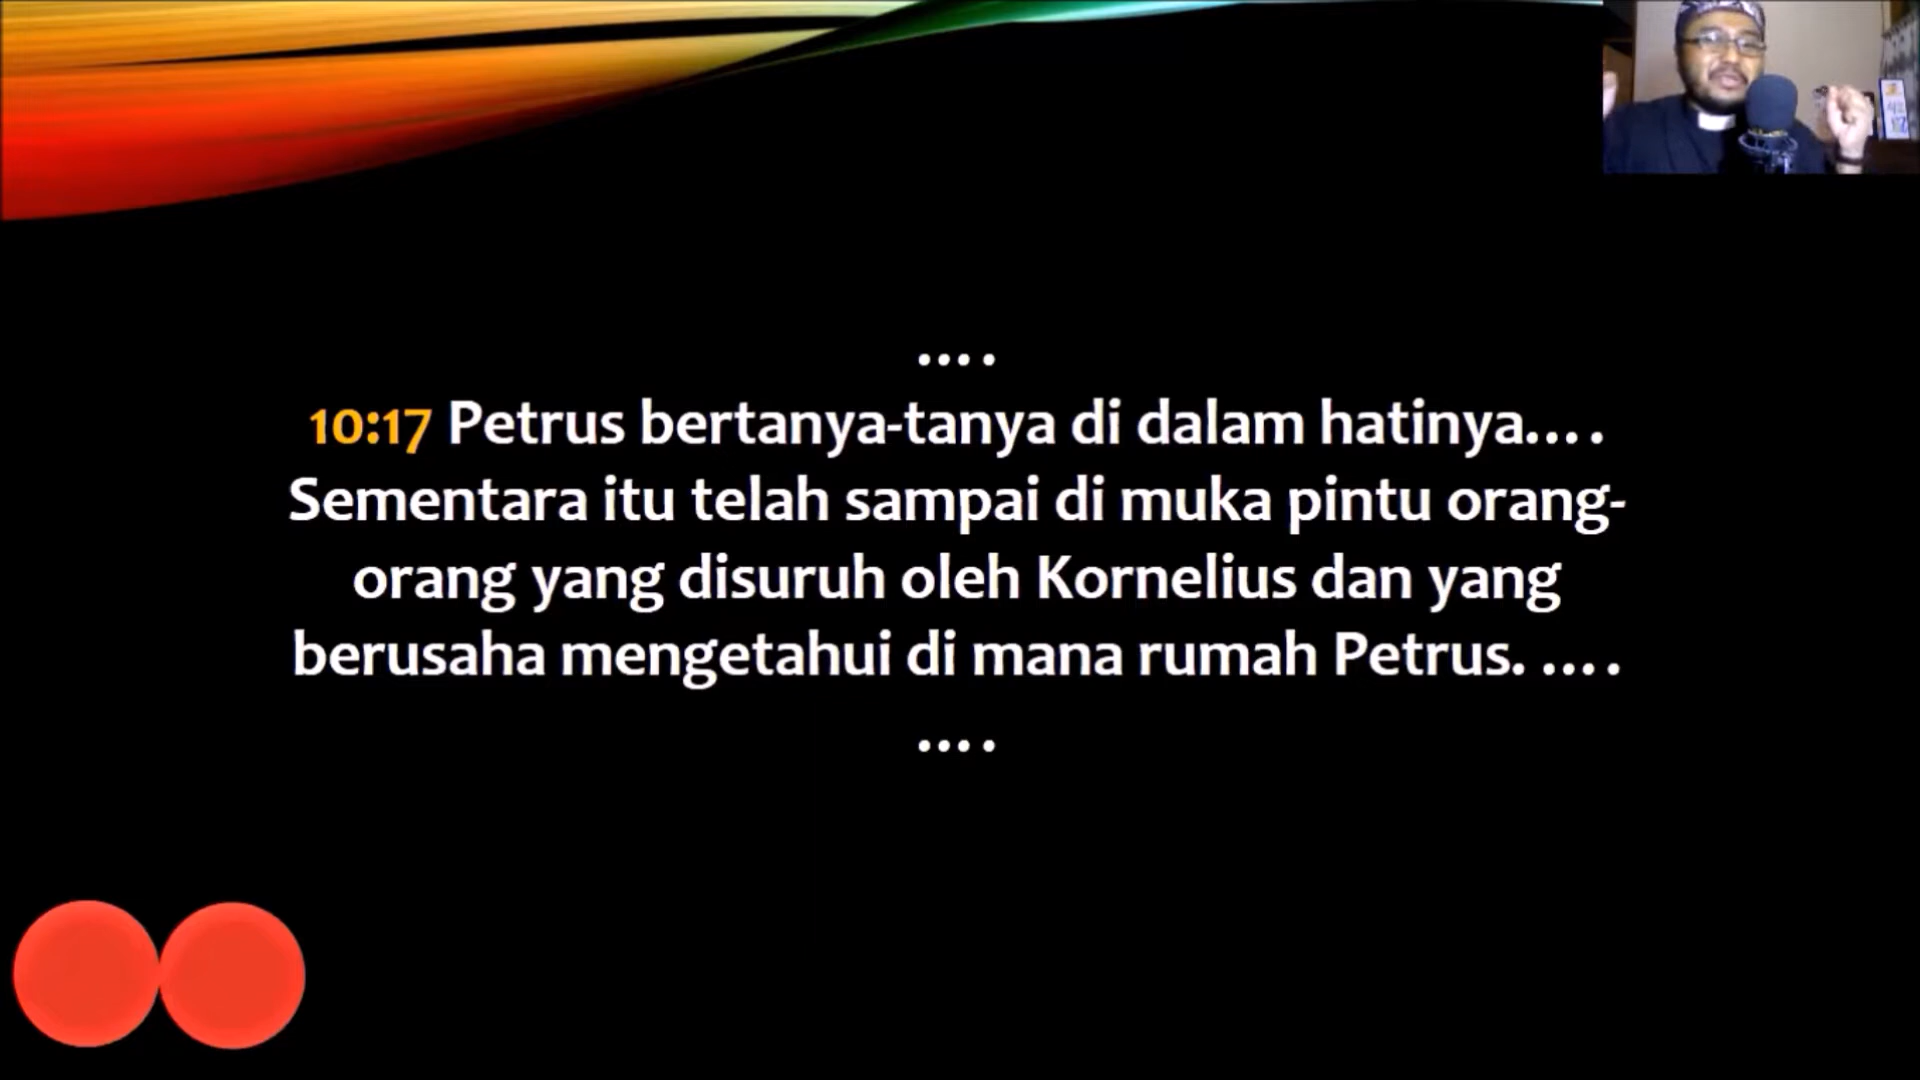 ....
10:17 Petrus bertanya-tanya di dalam hatinya....
Sementara itu telah sampai di muka pintu orang-
orang yang disuruh oleh Kornelius dan yang
berusaha mengetahui di mana rumah Petrus. ....
....